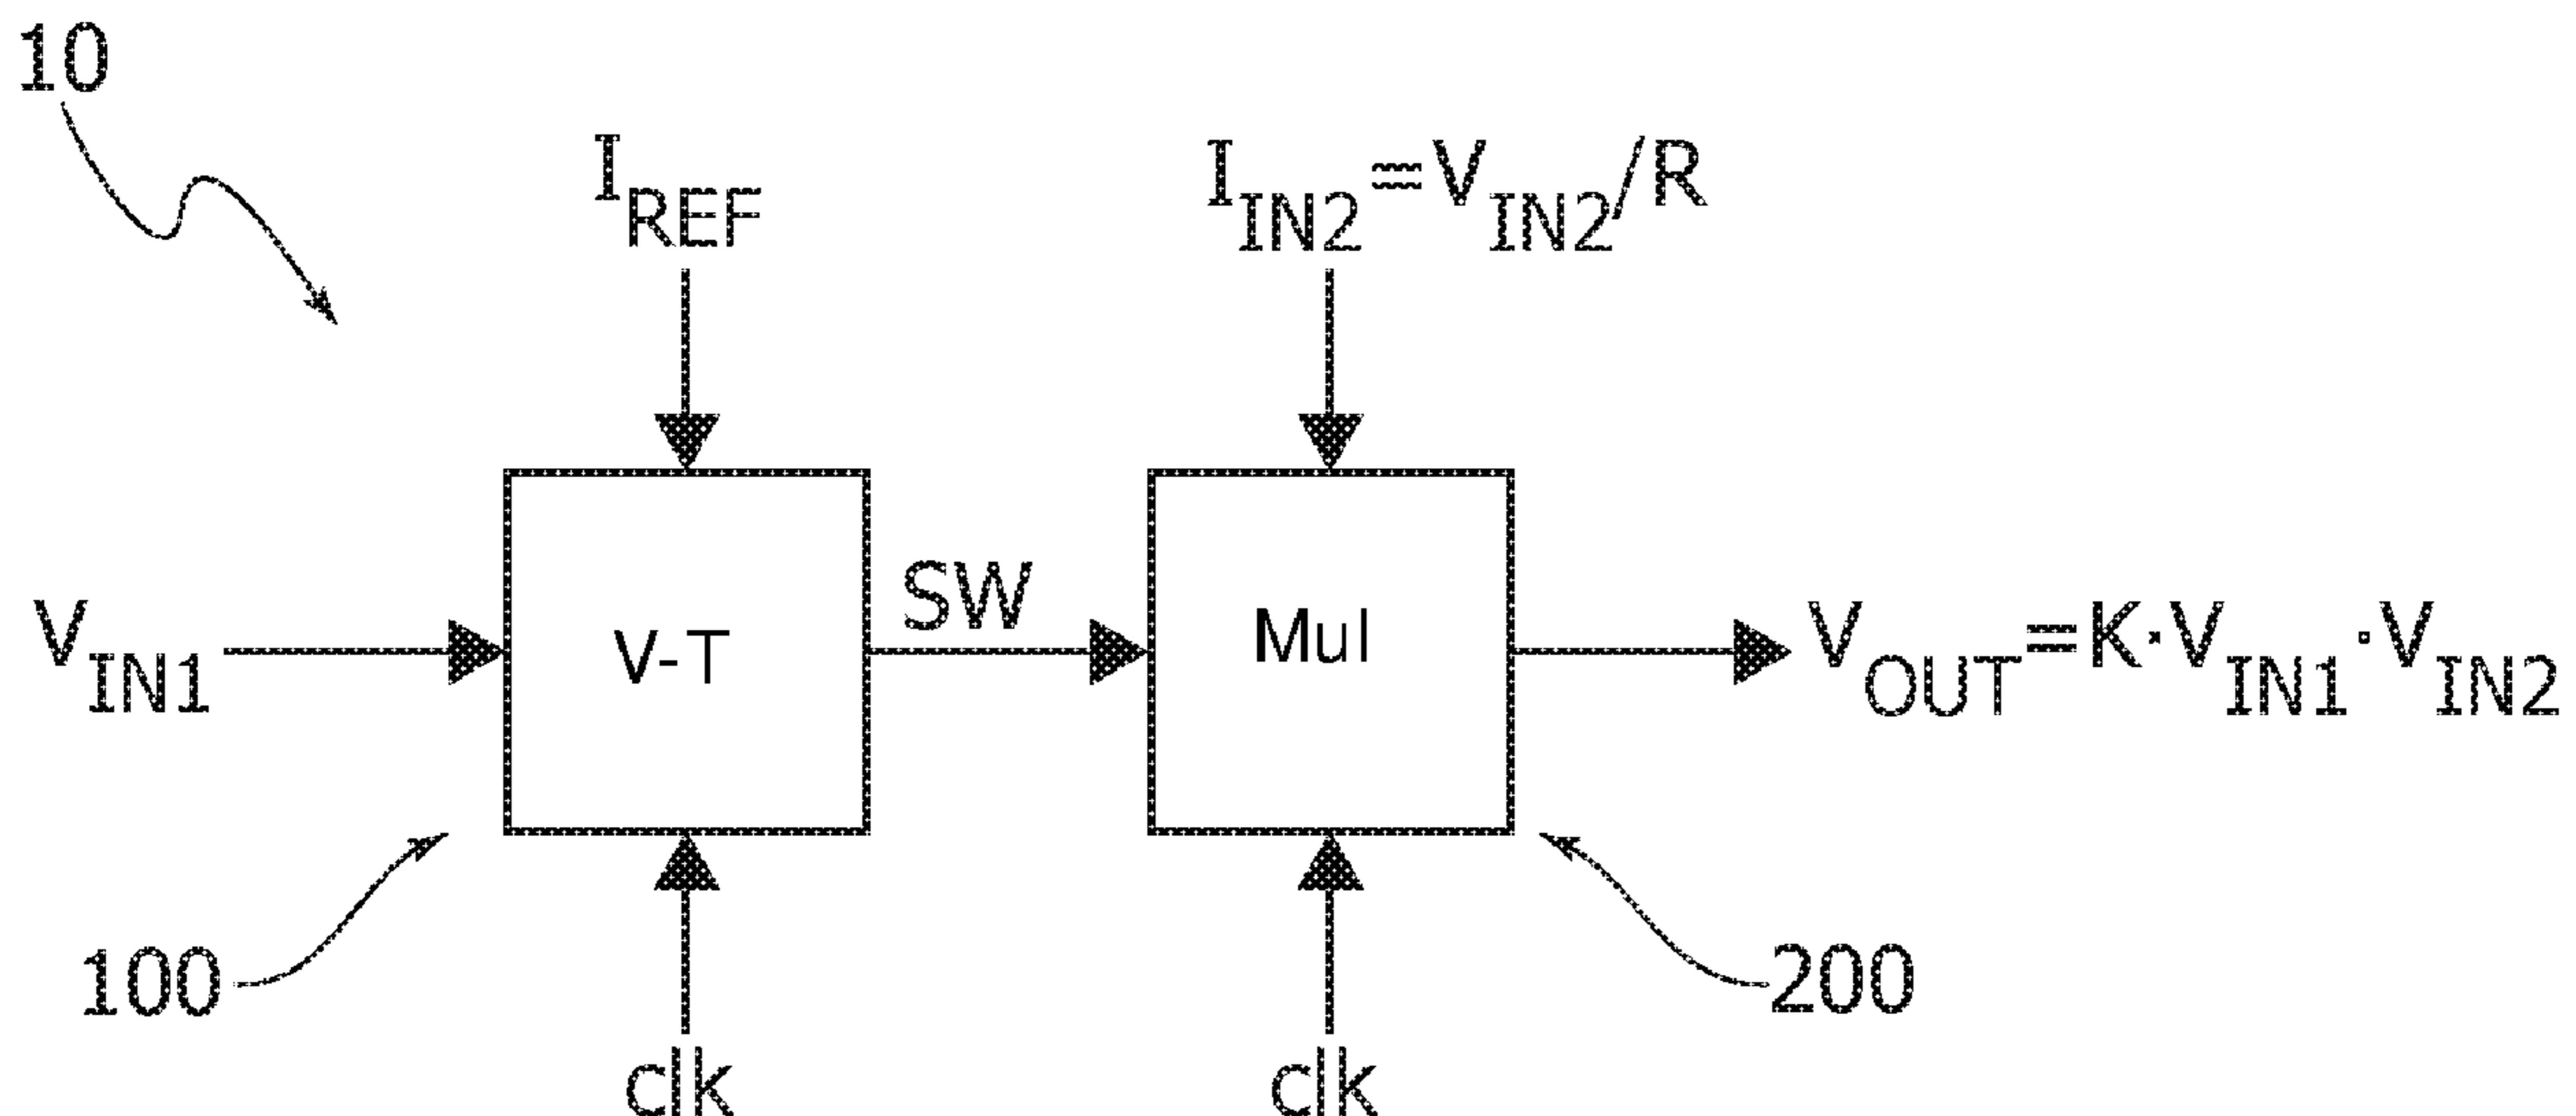 10
I_REF
I_IN2=V_IN2/R
V_IN1
V-T
SW
Mul
V_OUT=K·V_IN1·V_IN2
100
200
clk
clk